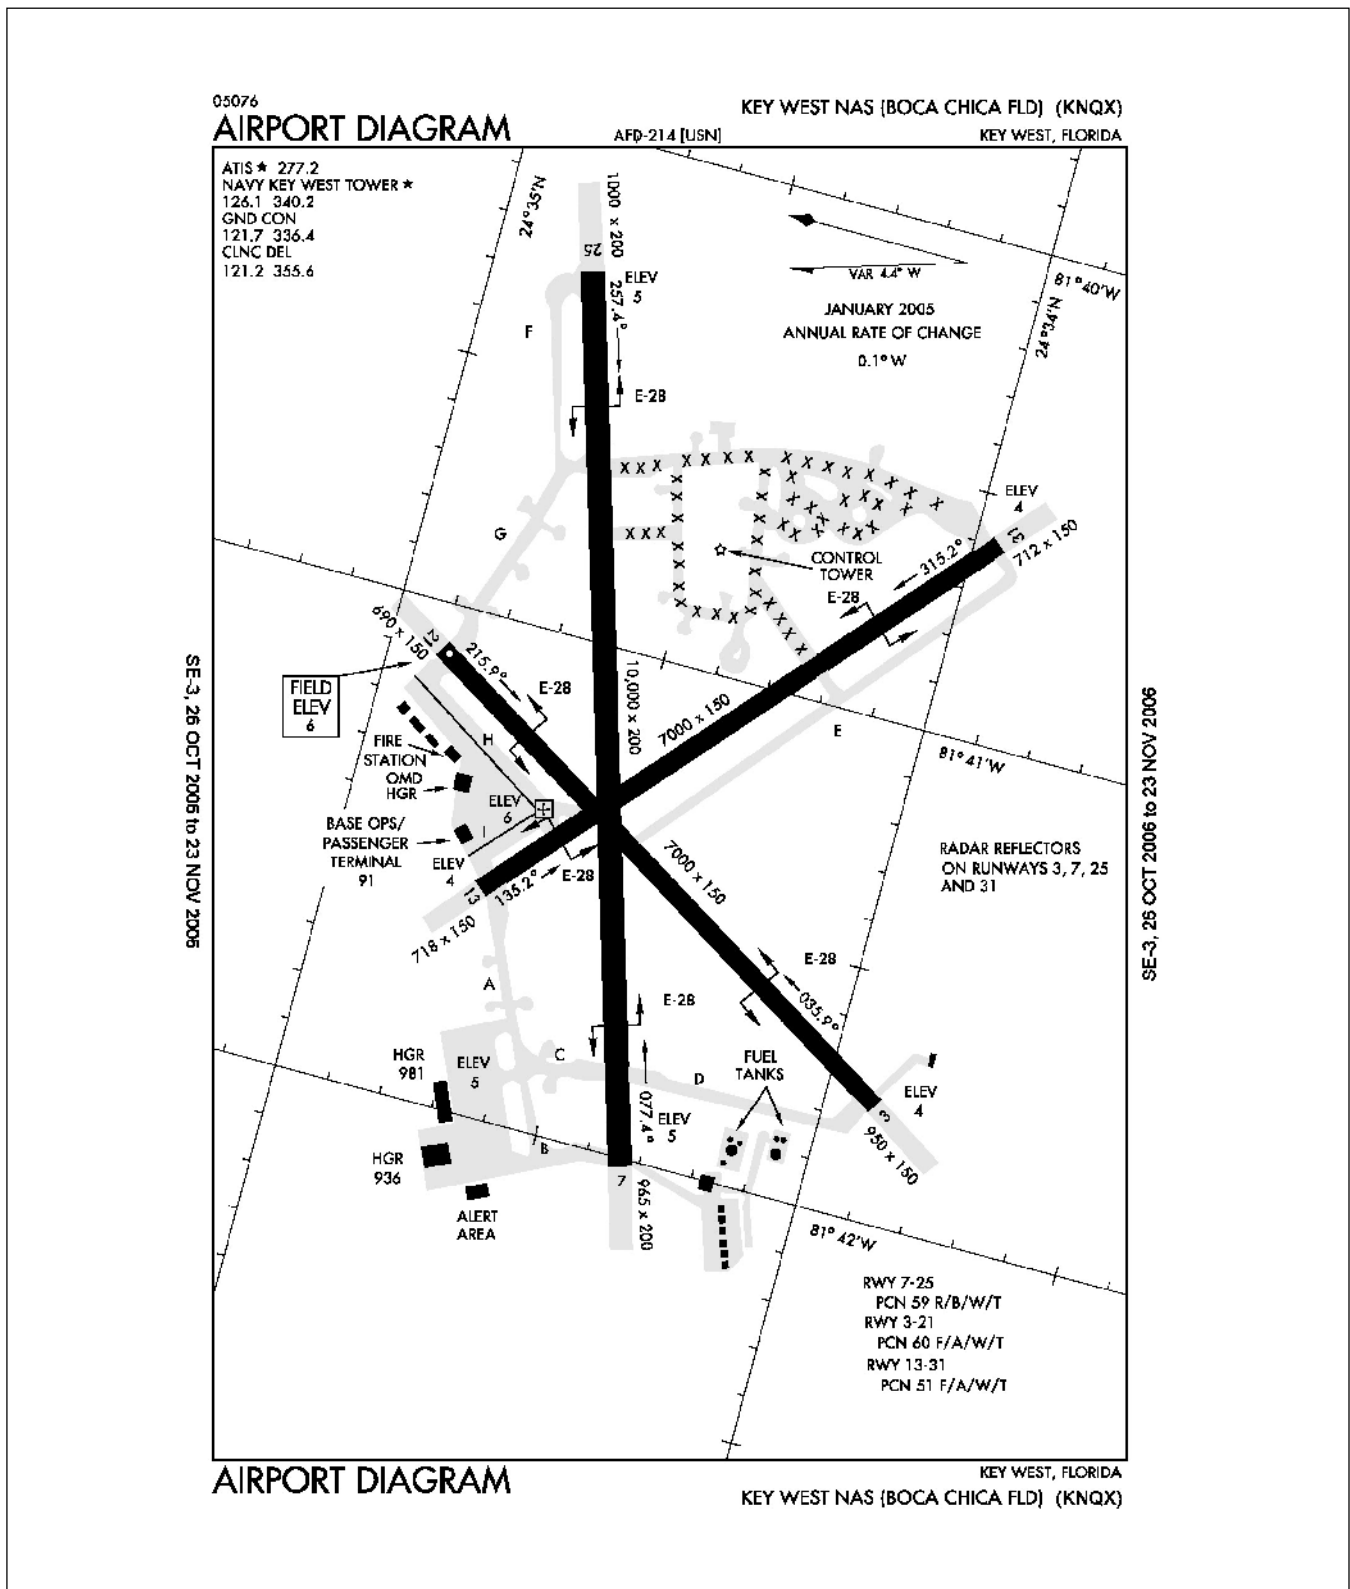 05076
AIRPORT DIAGRAM
AFD-214 [USN]
KEY WEST NAS (BOCA CHICA FLD) (KNQX)
KEY WEST, FLORIDA
ATIS ★ 277.2
NAVY KEY WEST TOWER ★
126.1 340.2
GND CON
121.7 336.4
CLNC DEL
121.2 355.6
24°35'N
1000 x 200
25
ELEV
5
257.4°
VAR 4.4° W
JANUARY 2005
ANNUAL RATE OF CHANGE
0.1° W
81°40'W
24°34'N
F
E-28
X X X X X X X X X X X X X X X
ELEV
4
31
712 x 150
315.2°
G
CONTROL
TOWER
E-28
690 x 150
21
215.9°
E-28
FIELD
ELEV
6
10,000 x 200
7000 x 150
E
81°41'W
H
FIRE
STATION
OMD
HGR
ELEV
6
BASE OPS/
PASSENGER
TERMINAL
91
I
ELEV
4
13
135.2°
E-28
718 x 150
7000 x 150
RADAR REFLECTORS
ON RUNWAYS 3, 7, 25
AND 31
SE-3, 26 OCT 2006 to 23 NOV 2006
SE-3, 26 OCT 2006 to 23 NOV 2006
A
E-28
E-28
035.9°
HGR
981
ELEV
5
C
D
FUEL
TANKS
ELEV
4
3
950 x 150
077.4°
ELEV
5
B
HGR
936
7
965 x 200
ALERT
AREA
81° 42'W
RWY 7-25
PCN 59 R/B/W/T
RWY 3-21
PCN 60 F/A/W/T
RWY 13-31
PCN 51 F/A/W/T
AIRPORT DIAGRAM
KEY WEST, FLORIDA
KEY WEST NAS (BOCA CHICA FLD) (KNQX)